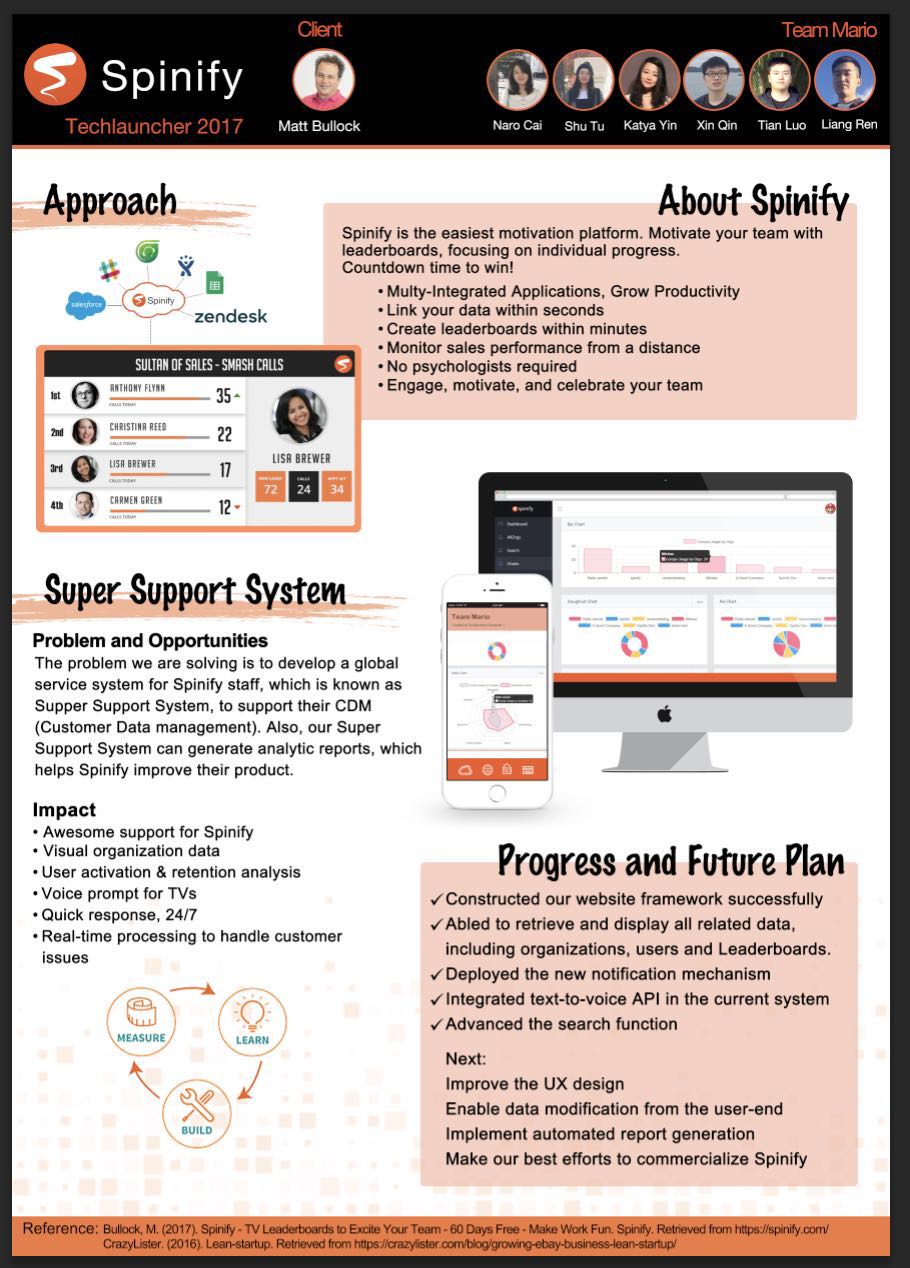 Client
Team Mario
Spinify
Techlauncher 2017
Matt Bullock
Naro Cai
Shu Tu
Katya Yin
Xin Qin
Tian Luo
Liang Ren
Approach
salesforce
Spinify
zendesk
SULTAN OF SALES - SMASH CALLS
1st
ANTHONY FLYNN
35
CALLS TODAY
2nd
CHRISTINA REED
22
CALLS TODAY
3rd
LISA BREWER
17
CALLS TODAY
4th
CARMEN GREEN
12
CALLS TODAY
LISA BREWER
CALLS
72
24
34
About Spinify
Spinify is the easiest motivation platform. Motivate your team with
leaderboards, focusing on individual progress.
Countdown time to win!
• Multy-Integrated Applications, Grow Productivity
• Link your data within seconds
• Create leaderboards within minutes
• Monitor sales performance from a distance
• No psychologists required
• Engage, motivate, and celebrate your team
spinify
Dashboard
Search
Charts
Bar Chart
Doughnut Chart
Pie Chart
Team Mario
Super Support System
Problem and Opportunities
The problem we are solving is to develop a global
service system for Spinify staff, which is known as
Supper Support System, to support their CDM
(Customer Data management). Also, our Super
Support System can generate analytic reports, which
helps Spinify improve their product.
Impact
• Awesome support for Spinify
• Visual organization data
• User activation & retention analysis
• Voice prompt for TVs
• Quick response, 24/7
• Real-time processing to handle customer
issues
MEASURE
LEARN
BUILD
Progress and Future Plan
✓Constructed our website framework successfully
✓Abled to retrieve and display all related data,
including organizations, users and Leaderboards.
✓Deployed the new notification mechanism
✓Integrated text-to-voice API in the current system
✓Advanced the search function
Next:
Improve the UX design
Enable data modification from the user-end
Implement automated report generation
Make our best efforts to commercialize Spinify
Reference: Bullock, M. (2017). Spinify - TV Leaderboards to Excite Your Team - 60 Days Free - Make Work Fun. Spinify. Retrieved from https://spinify.com/
CrazyLister. (2016). Lean-startup. Retrieved from https://crazylister.com/blog/growing-ebay-business-lean-startup/